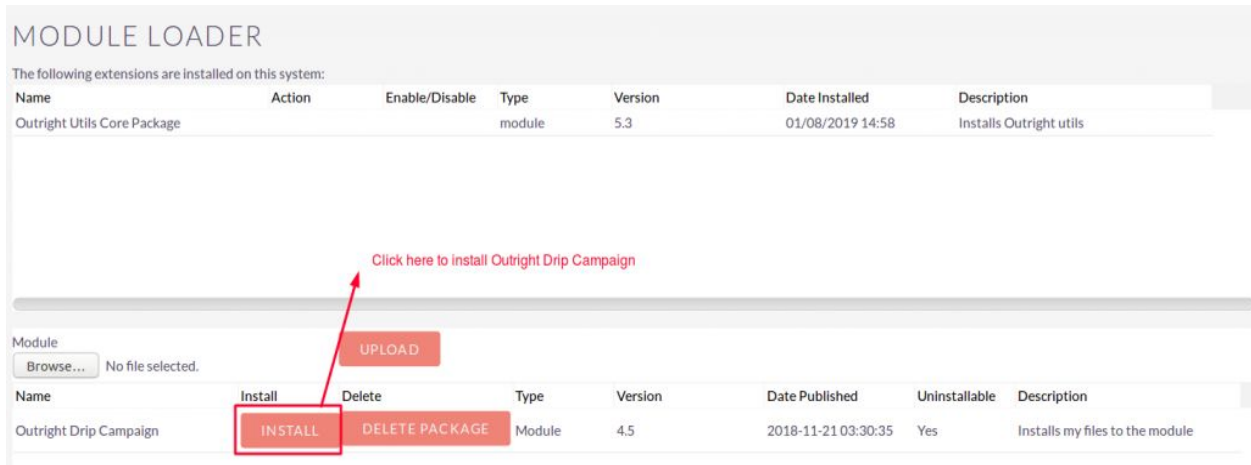 MODULE LOADER
The following extensions are installed on this system:
Name Action Enable/Disable Type Version Date Installed Description
Outright Utils Core Package module 5.3 01/08/2019 14:58 Installs Outright utils
Click here to install Outright Drip Campaign
Module
UPLOAD
Browse... No file selected.
Name Install Delete Type Version Date Published Uninstallable Description
Outright Drip Campaign INSTALL DELETE PACKAGE Module 4.5 2018-11-21 03:30:35 Yes Installs my files to the module